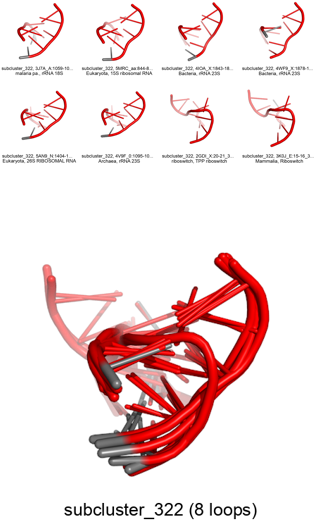 subcluster_322, 3J7A_A:1059-10...
malaria pa., rRNA 18S
subcluster_322, 5MRC_aa:644-6...
Eukaryota, 15S ribosomal RNA
subcluster_322, 4IOA_X:1843-18...
Bacteria, rRNA 23S
subcluster_322, 4WF9_X:1878-1...
Bacteria, rRNA 23S
subcluster_322, 5AN9_N:1404-1...
Eukaryota, 26S RIBOSOMAL RNA
subcluster_322, 4V9F_0:1095-10...
Archaea, rRNA 23S
subcluster_322, 2GDI_X:20-21_3...
riboswitch, TPP riboswitch
subcluster_322, 3K0J_E:15-16_3...
Mammalia, Riboswitch
subcluster_322 (8 loops)